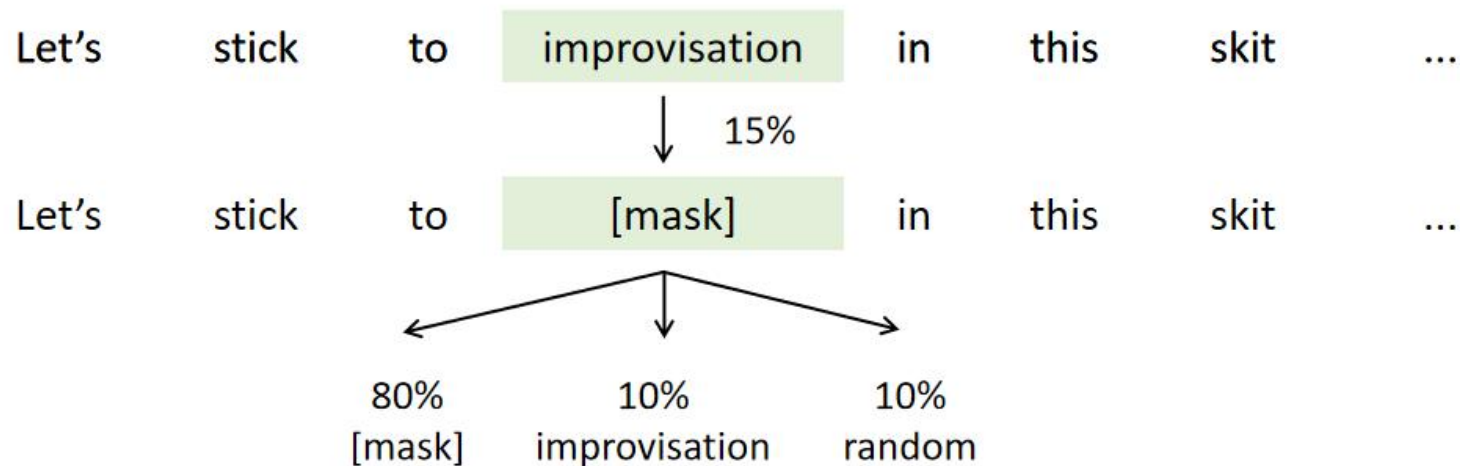 Let’s stick to improvisation in this skit ...
15%
Let’s stick to [mask] in this skit ...
80% 10% 10%
[mask] improvisation random